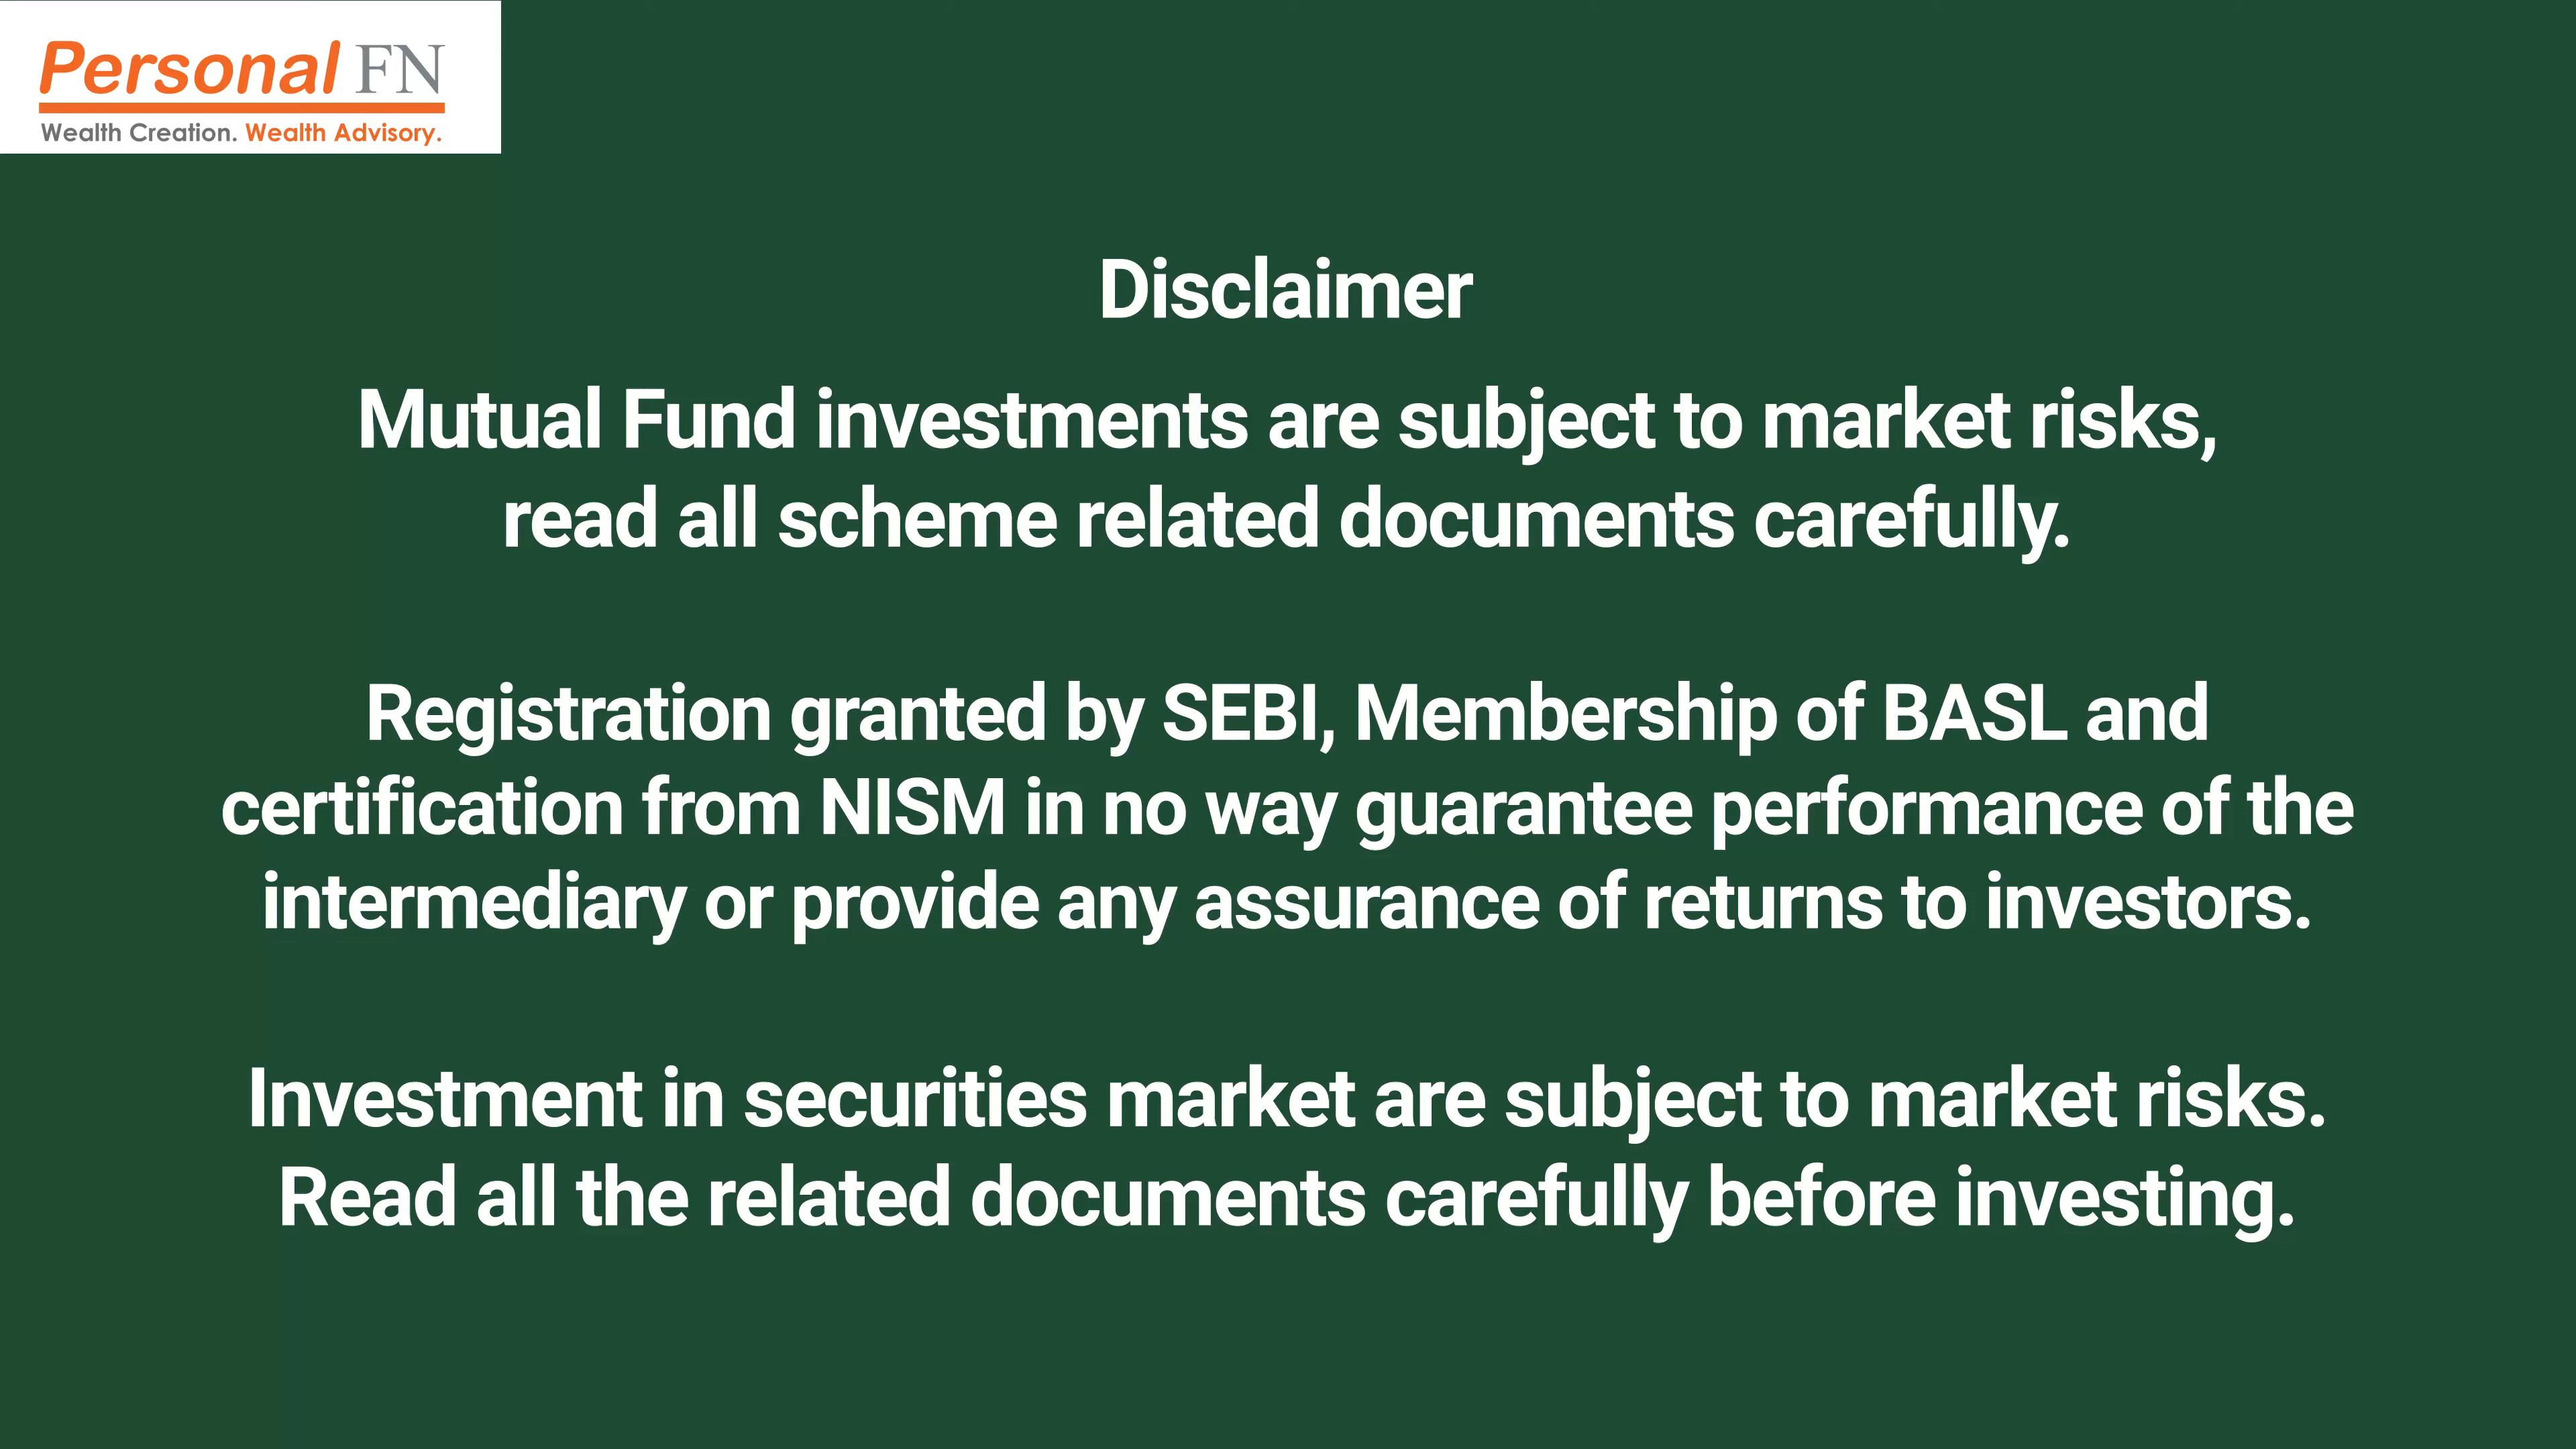 Personal FN
Wealth Creation. Wealth Advisory.
Disclaimer
Mutual Fund investments are subject to market risks,
read all scheme related documents carefully.
Registration granted by SEBI, Membership of BASL and
certification from NISM in no way guarantee performance of the
intermediary or provide any assurance of returns to investors.
Investment in securities market are subject to market risks.
Read all the related documents carefully before investing.